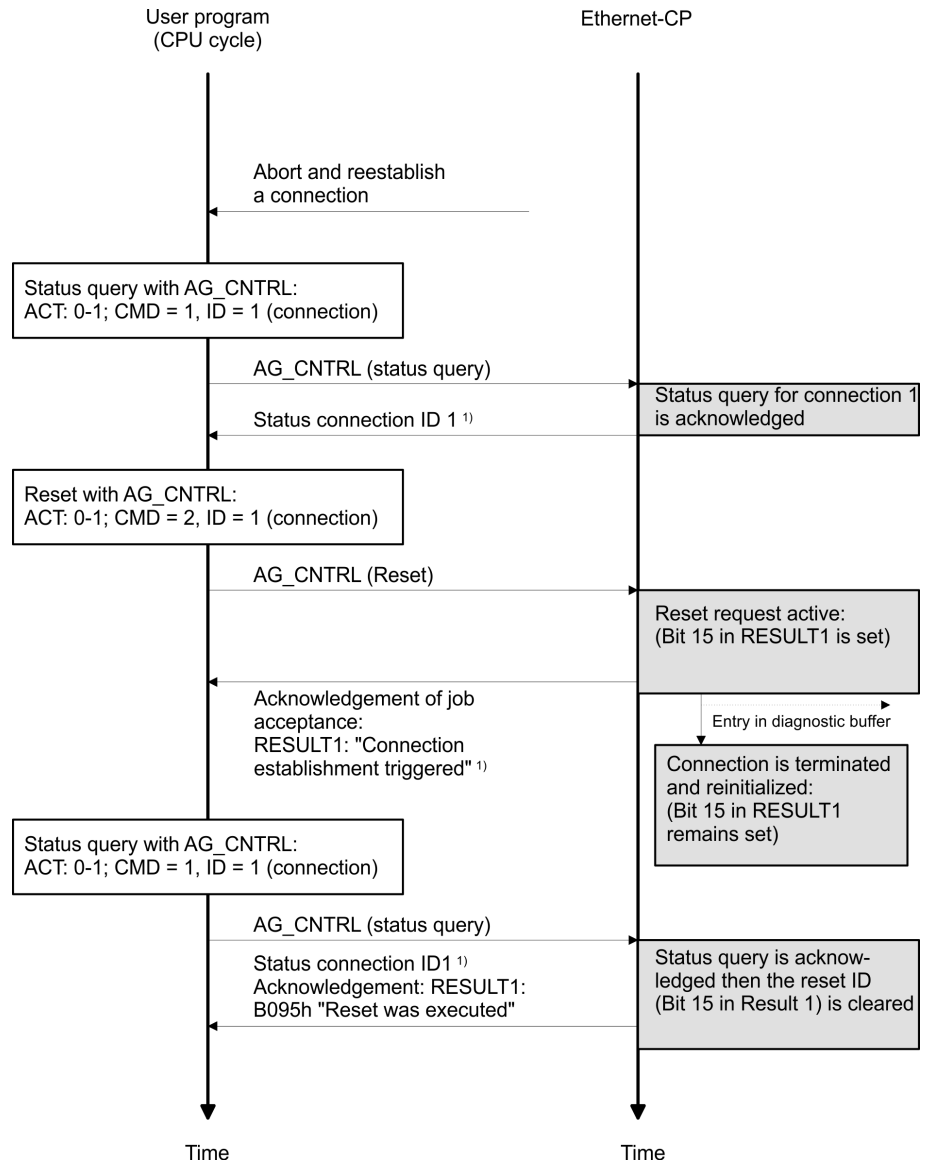 User program
(CPU cycle)
Ethernet-CP
Abort and reestablish
a connection
Status query with AG_CNTRL:
ACT: 0-1; CMD = 1, ID = 1 (connection)
AG_CNTRL (status query)
Status query for connection 1
is acknowledged
Status connection ID 1 1)
Reset with AG_CNTRL:
ACT: 0-1; CMD = 2, ID = 1 (connection)
AG_CNTRL (Reset)
Reset request active:
(Bit 15 in RESULT1 is set)
Acknowledgement of job
acceptance:
RESULT1: "Connection
establishment triggered" 1)
Entry in diagnostic buffer
Connection is terminated
and reinitialized:
(Bit 15 in RESULT1
remains set)
Status query with AG_CNTRL:
ACT: 0-1; CMD = 1, ID = 1 (connection)
AG_CNTRL (status query)
Status connection ID1 1)
Acknowledgement: RESULT1:
B095h "Reset was executed"
Status query is acknow-
ledged then the reset ID
(Bit 15 in Result 1) is cleared
Time
Time